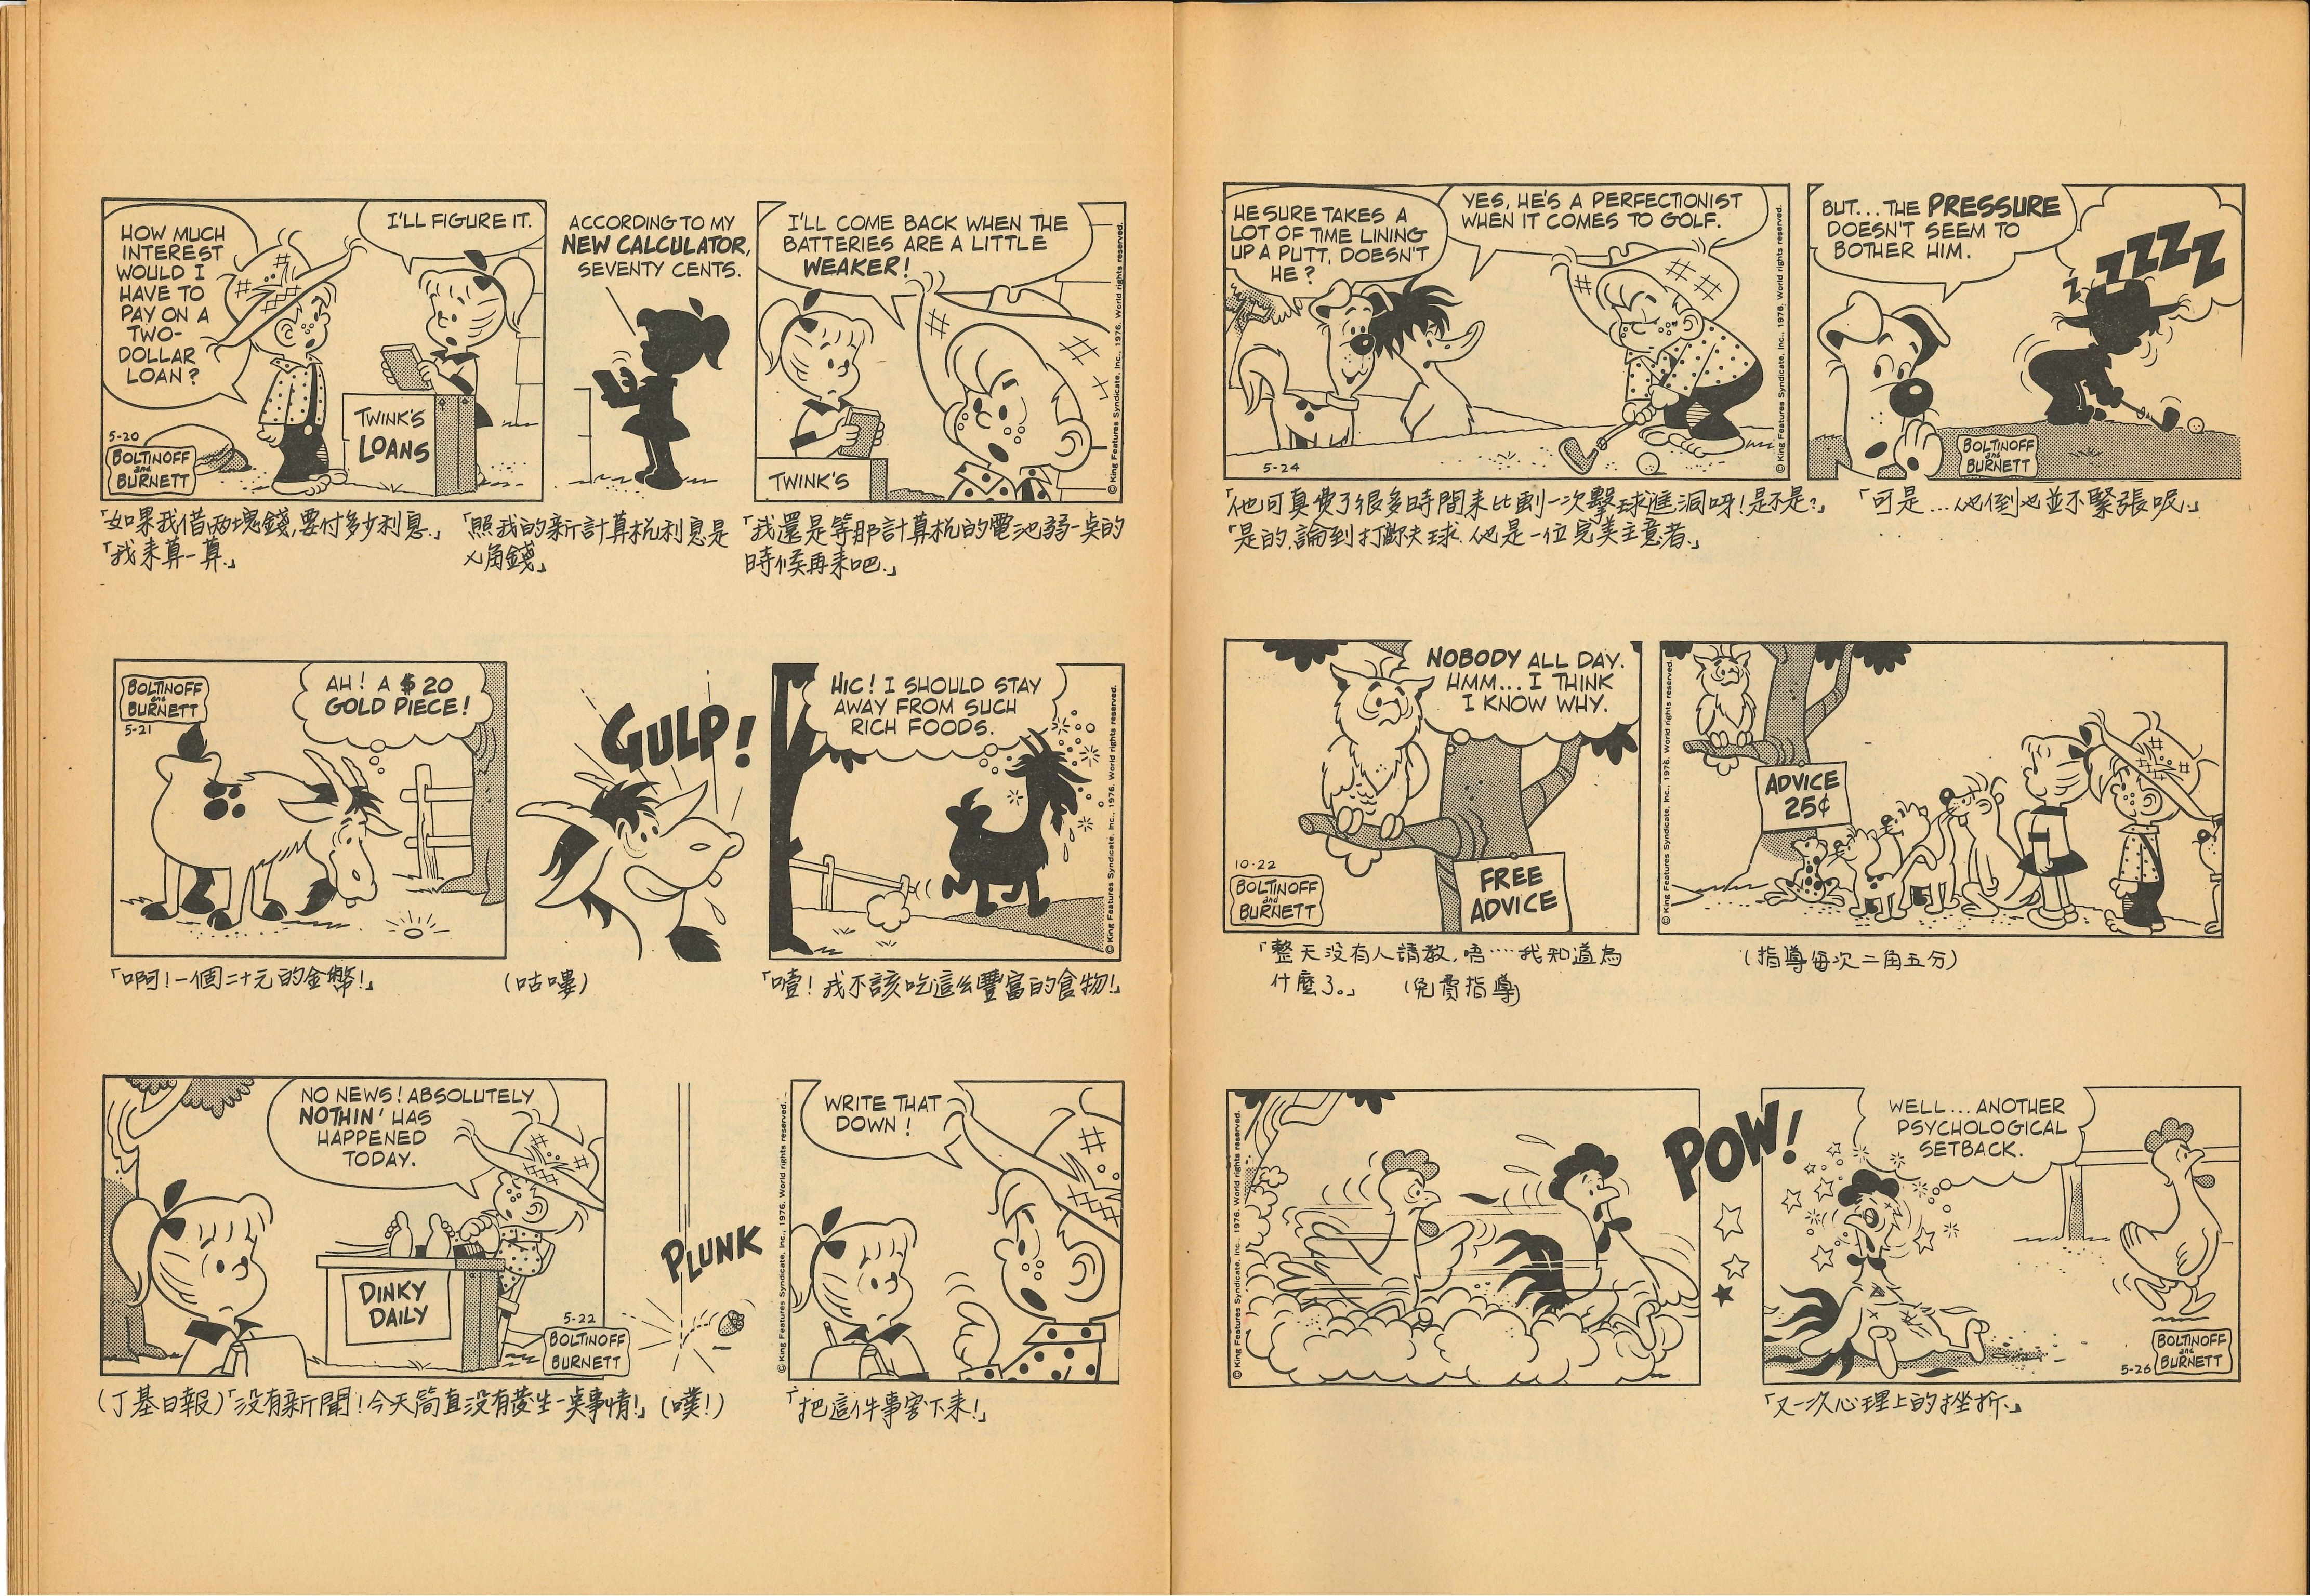 HOW MUCH
INTEREST
WOULD I
HAVE TO
PAY ON A
TWO-
DOLLAR
LOAN?
I'LL FIGURE IT.
TWINK'S
LOANS
5-20
BOLTINOFF
and
BURNETT
ACCORDING TO MY
NEW CALCULATOR,
SEVENTY CENTS.
I'LL COME BACK WHEN THE
BATTERIES ARE A LITTLE
WEAKER!
TWINK'S
© King Features Syndicate, Inc., 1976. World rights reserved.
「如果我借两塊錢,要付多少利息.」
「我来算一算.」
「照我的新計算机利息是
乂角錢」
「我還是等那計算机的電池弱一奌的
時候再来吧.」
BOLTINOFF
and
BURNETT
5-21
AH! A $20
GOLD PIECE!
GULP!
HIC! I SHOULD STAY
AWAY FROM SUCH
RICH FOODS.
© King Features Syndicate, Inc., 1976. World rights reserved.
「啊!一個二十元的金幣!」
(咕嘍)
「噎! 我不該吃這么豐富的食物!」
NO NEWS! ABSOLUTELY
NOTHIN' HAS
HAPPENED
TODAY.
DINKY
DAILY
5-22
BOLTINOFF
and
BURNETT
PLUNK
WRITE THAT
DOWN!
© King Features Syndicate, Inc., 1976. World rights reserved.
(丁基日報)「没有新聞!今天简直没有發生一奌事情!」(噗!)
「把這件事寫下来!」
HE SURE TAKES A
LOT OF TIME LINING
UP A PUTT, DOESN'T
HE?
YES, HE'S A PERFECTIONIST
WHEN IT COMES TO GOLF.
5-24
© King Features Syndicate, Inc., 1976. World rights reserved.
BUT...THE PRESSURE
DOESN'T SEEM TO
BOTHER HIM.
ZZZZZ
BOLTINOFF
and
BURNETT
「他可真費了很多時間来比劃一次擊球進洞呀!是不是?」
「是的,論到打高尔夫球.他是一位完美主意者.」
「可是...他倒也並不緊張呢.」
NOBODY ALL DAY.
HMM... I THINK
I KNOW WHY.
10-22
BOLTINOFF
and
BURNETT
FREE
ADVICE
© King Features Syndicate, Inc., 1976. World rights reserved.
ADVICE
25¢
「整天没有人請教,唔……我知道為
什麼了。」 (免費指導)
(指導每次二角五分)
© King Features Syndicate, Inc., 1976. World rights reserved.
POW!
WELL...ANOTHER
PSYCHOLOGICAL
SETBACK.
5-26
BOLTINOFF
and
BURNETT
「又一次心理上的挫折.」